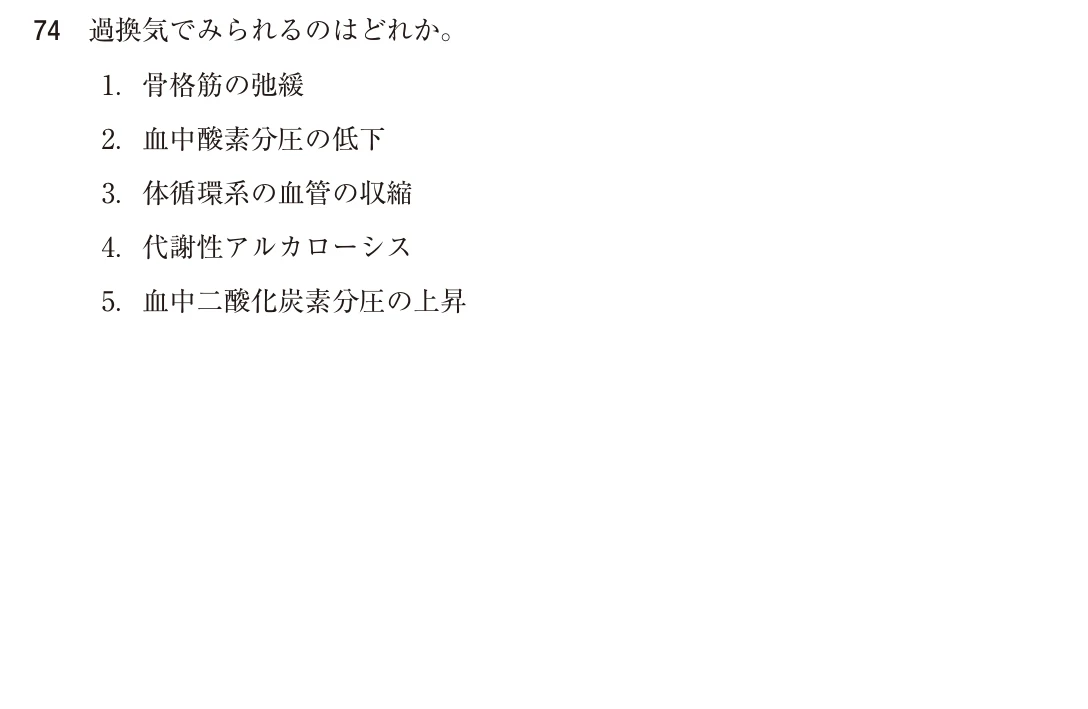 74 過換気でみられるのはどれか。
1. 骨格筋の弛緩
2. 血中酸素分圧の低下
3. 体循環系の血管の収縮
4. 代謝性アルカローシス
5. 血中二酸化炭素分圧の上昇